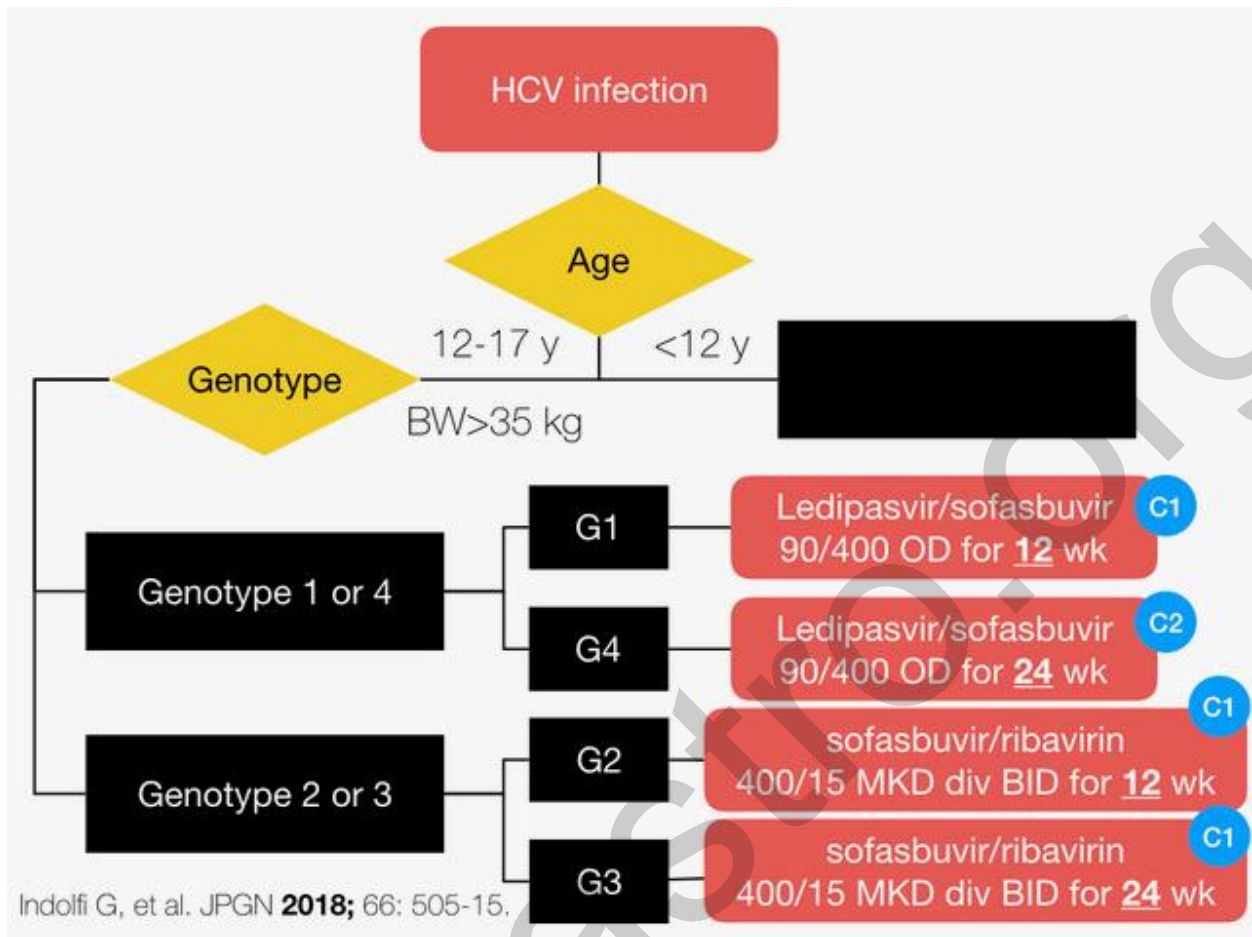 HCV infection
Age
12-17 y
<12 y
Genotype
BW>35 kg
G1
Ledipasvir/sofasbuvir
90/400 OD for 12 wk
C1
Genotype 1 or 4
G4
Ledipasvir/sofasbuvir
90/400 OD for 24 wk
C2
G2
sofasbuvir/ribavirin
400/15 MKD div BID for 12 wk
C1
Genotype 2 or 3
G3
sofasbuvir/ribavirin
400/15 MKD div BID for 24 wk
C1
Indolfi G, et al. JPGN 2018; 66: 505-15.
stro.org